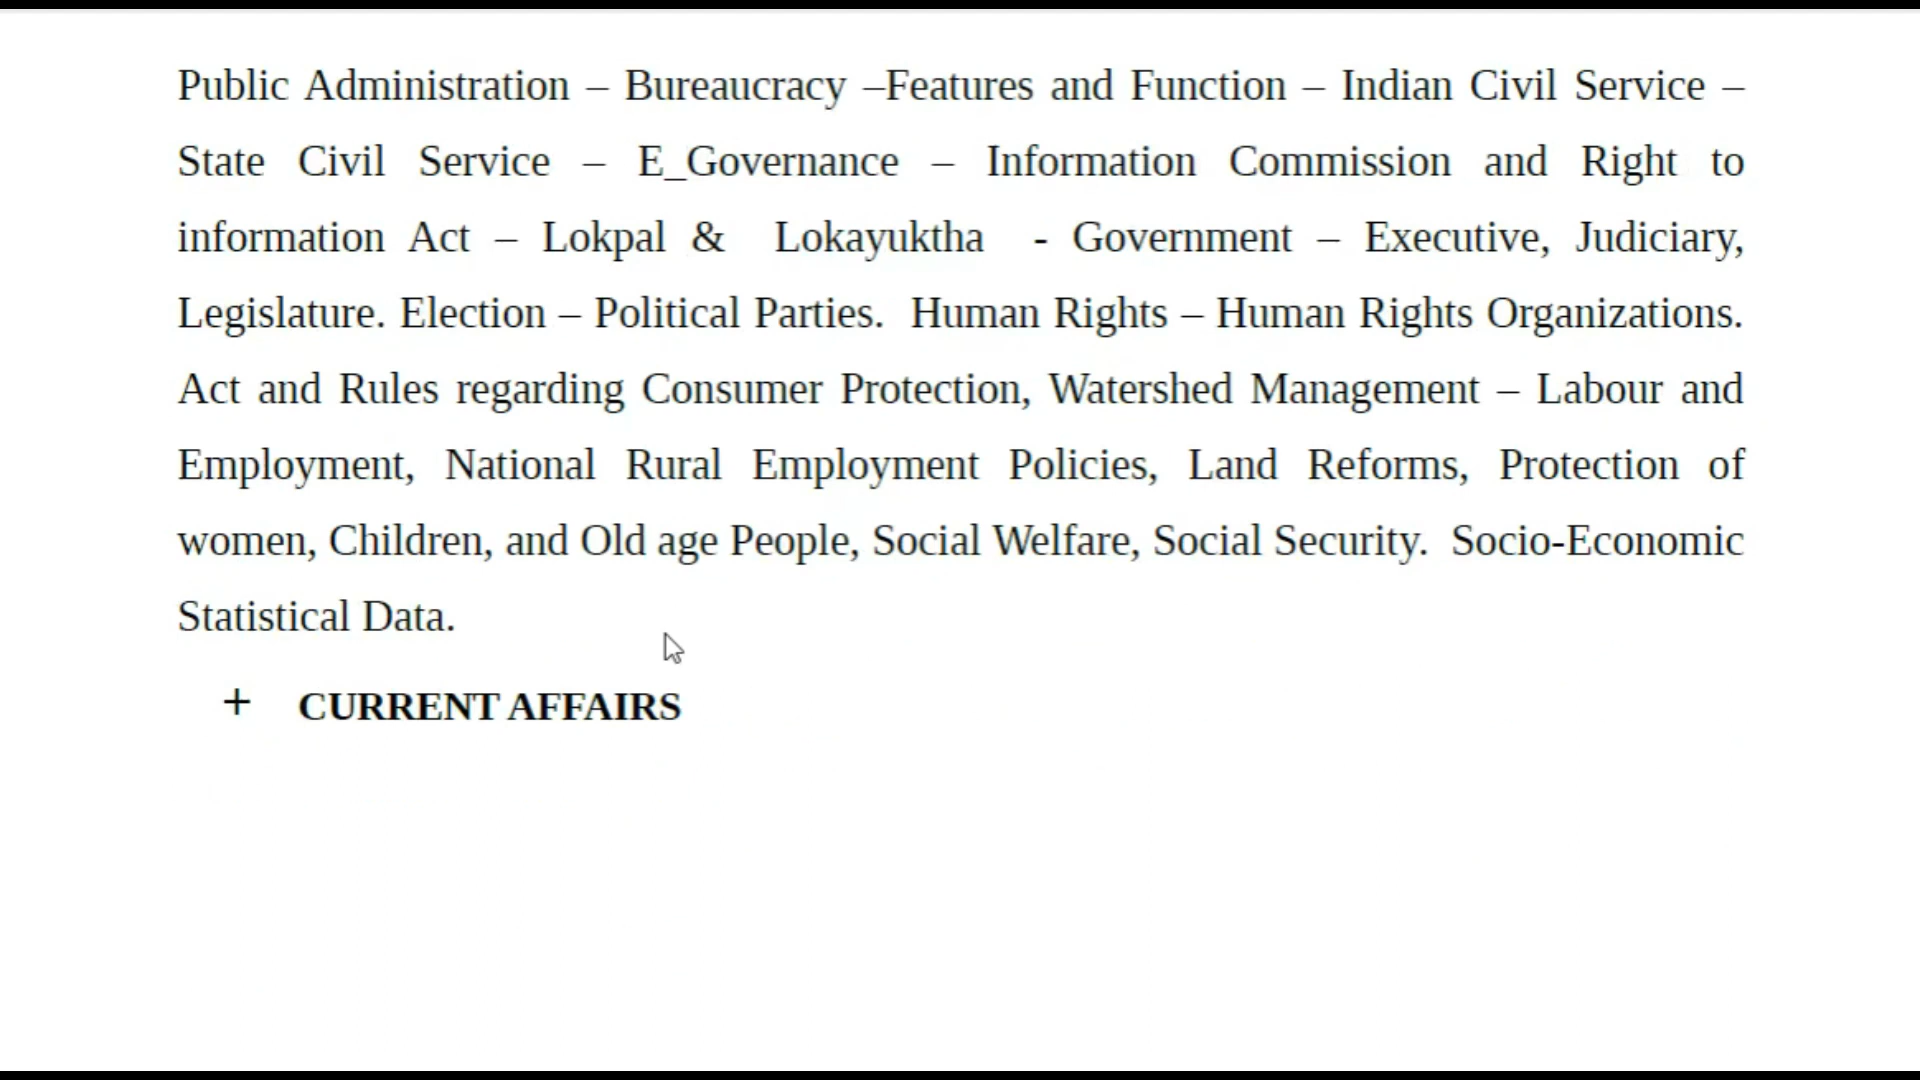 Public Administration – Bureaucracy –Features and Function – Indian Civil Service –
State Civil Service – E_Governance – Information Commission and Right to
information Act – Lokpal & Lokayuktha - Government – Executive, Judiciary,
Legislature. Election – Political Parties. Human Rights – Human Rights Organizations.
Act and Rules regarding Consumer Protection, Watershed Management – Labour and
Employment, National Rural Employment Policies, Land Reforms, Protection of
women, Children, and Old age People, Social Welfare, Social Security. Socio-Economic
Statistical Data.
+ CURRENT AFFAIRS